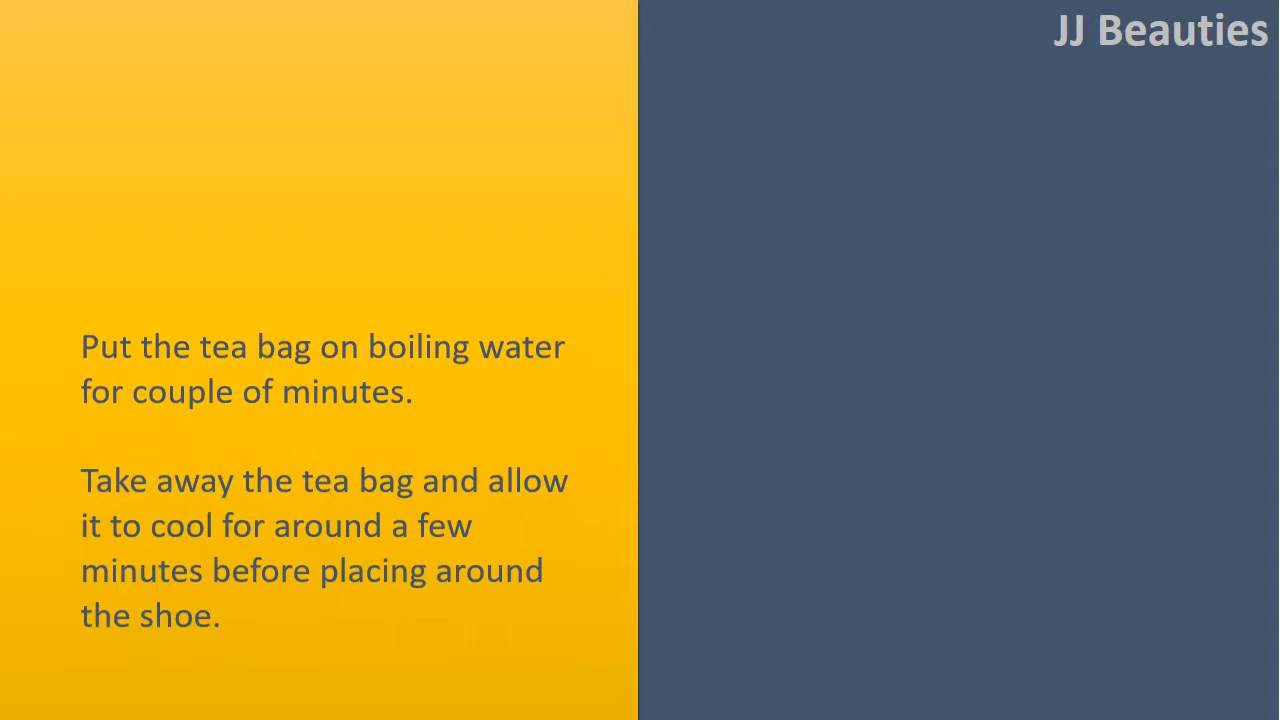 JJ Beauties
Put the tea bag on boiling water
for couple of minutes.
Take away the tea bag and allow
it to cool for around a few
minutes before placing around
the shoe.